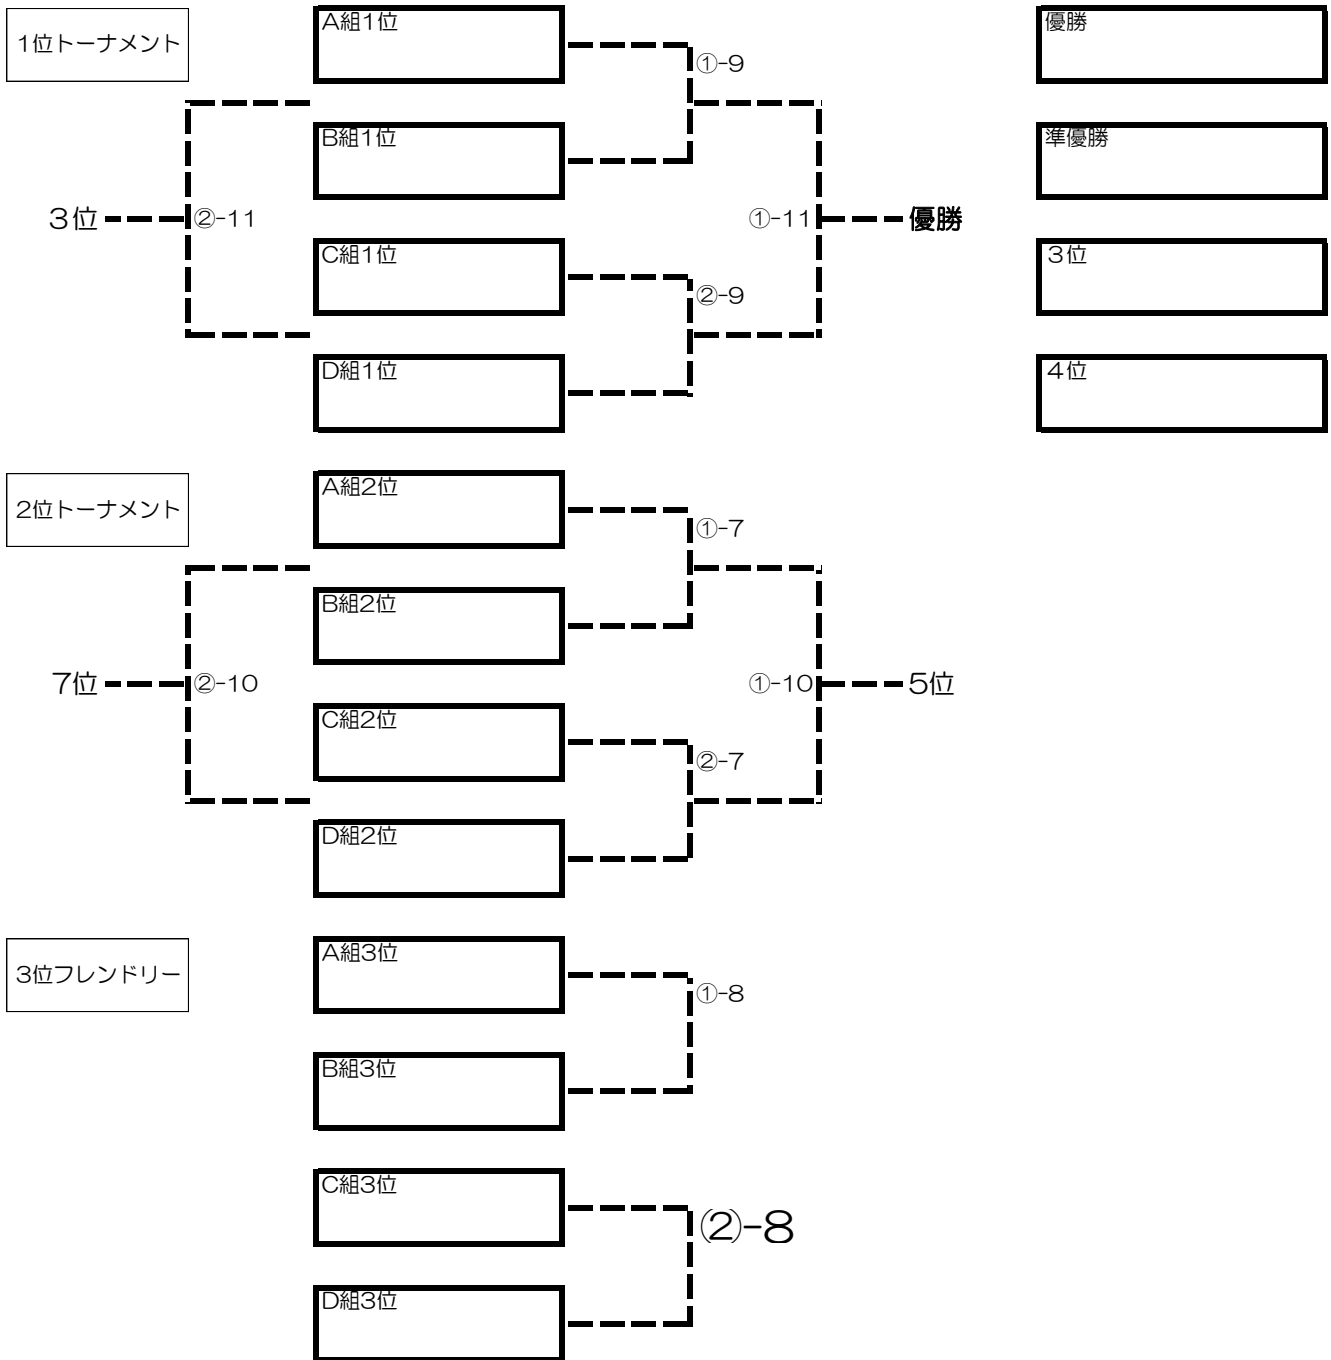 1位トーナメント
A組1位
①-9
優勝
B組1位
準優勝
3位
②-11
①-11
優勝
C組1位
②-9
3位
D組1位
4位
2位トーナメント
A組2位
①-7
B組2位
7位
②-10
①-10
5位
C組2位
②-7
D組2位
3位フレンドリー
A組3位
①-8
B組3位
C組3位
②-8
D組3位